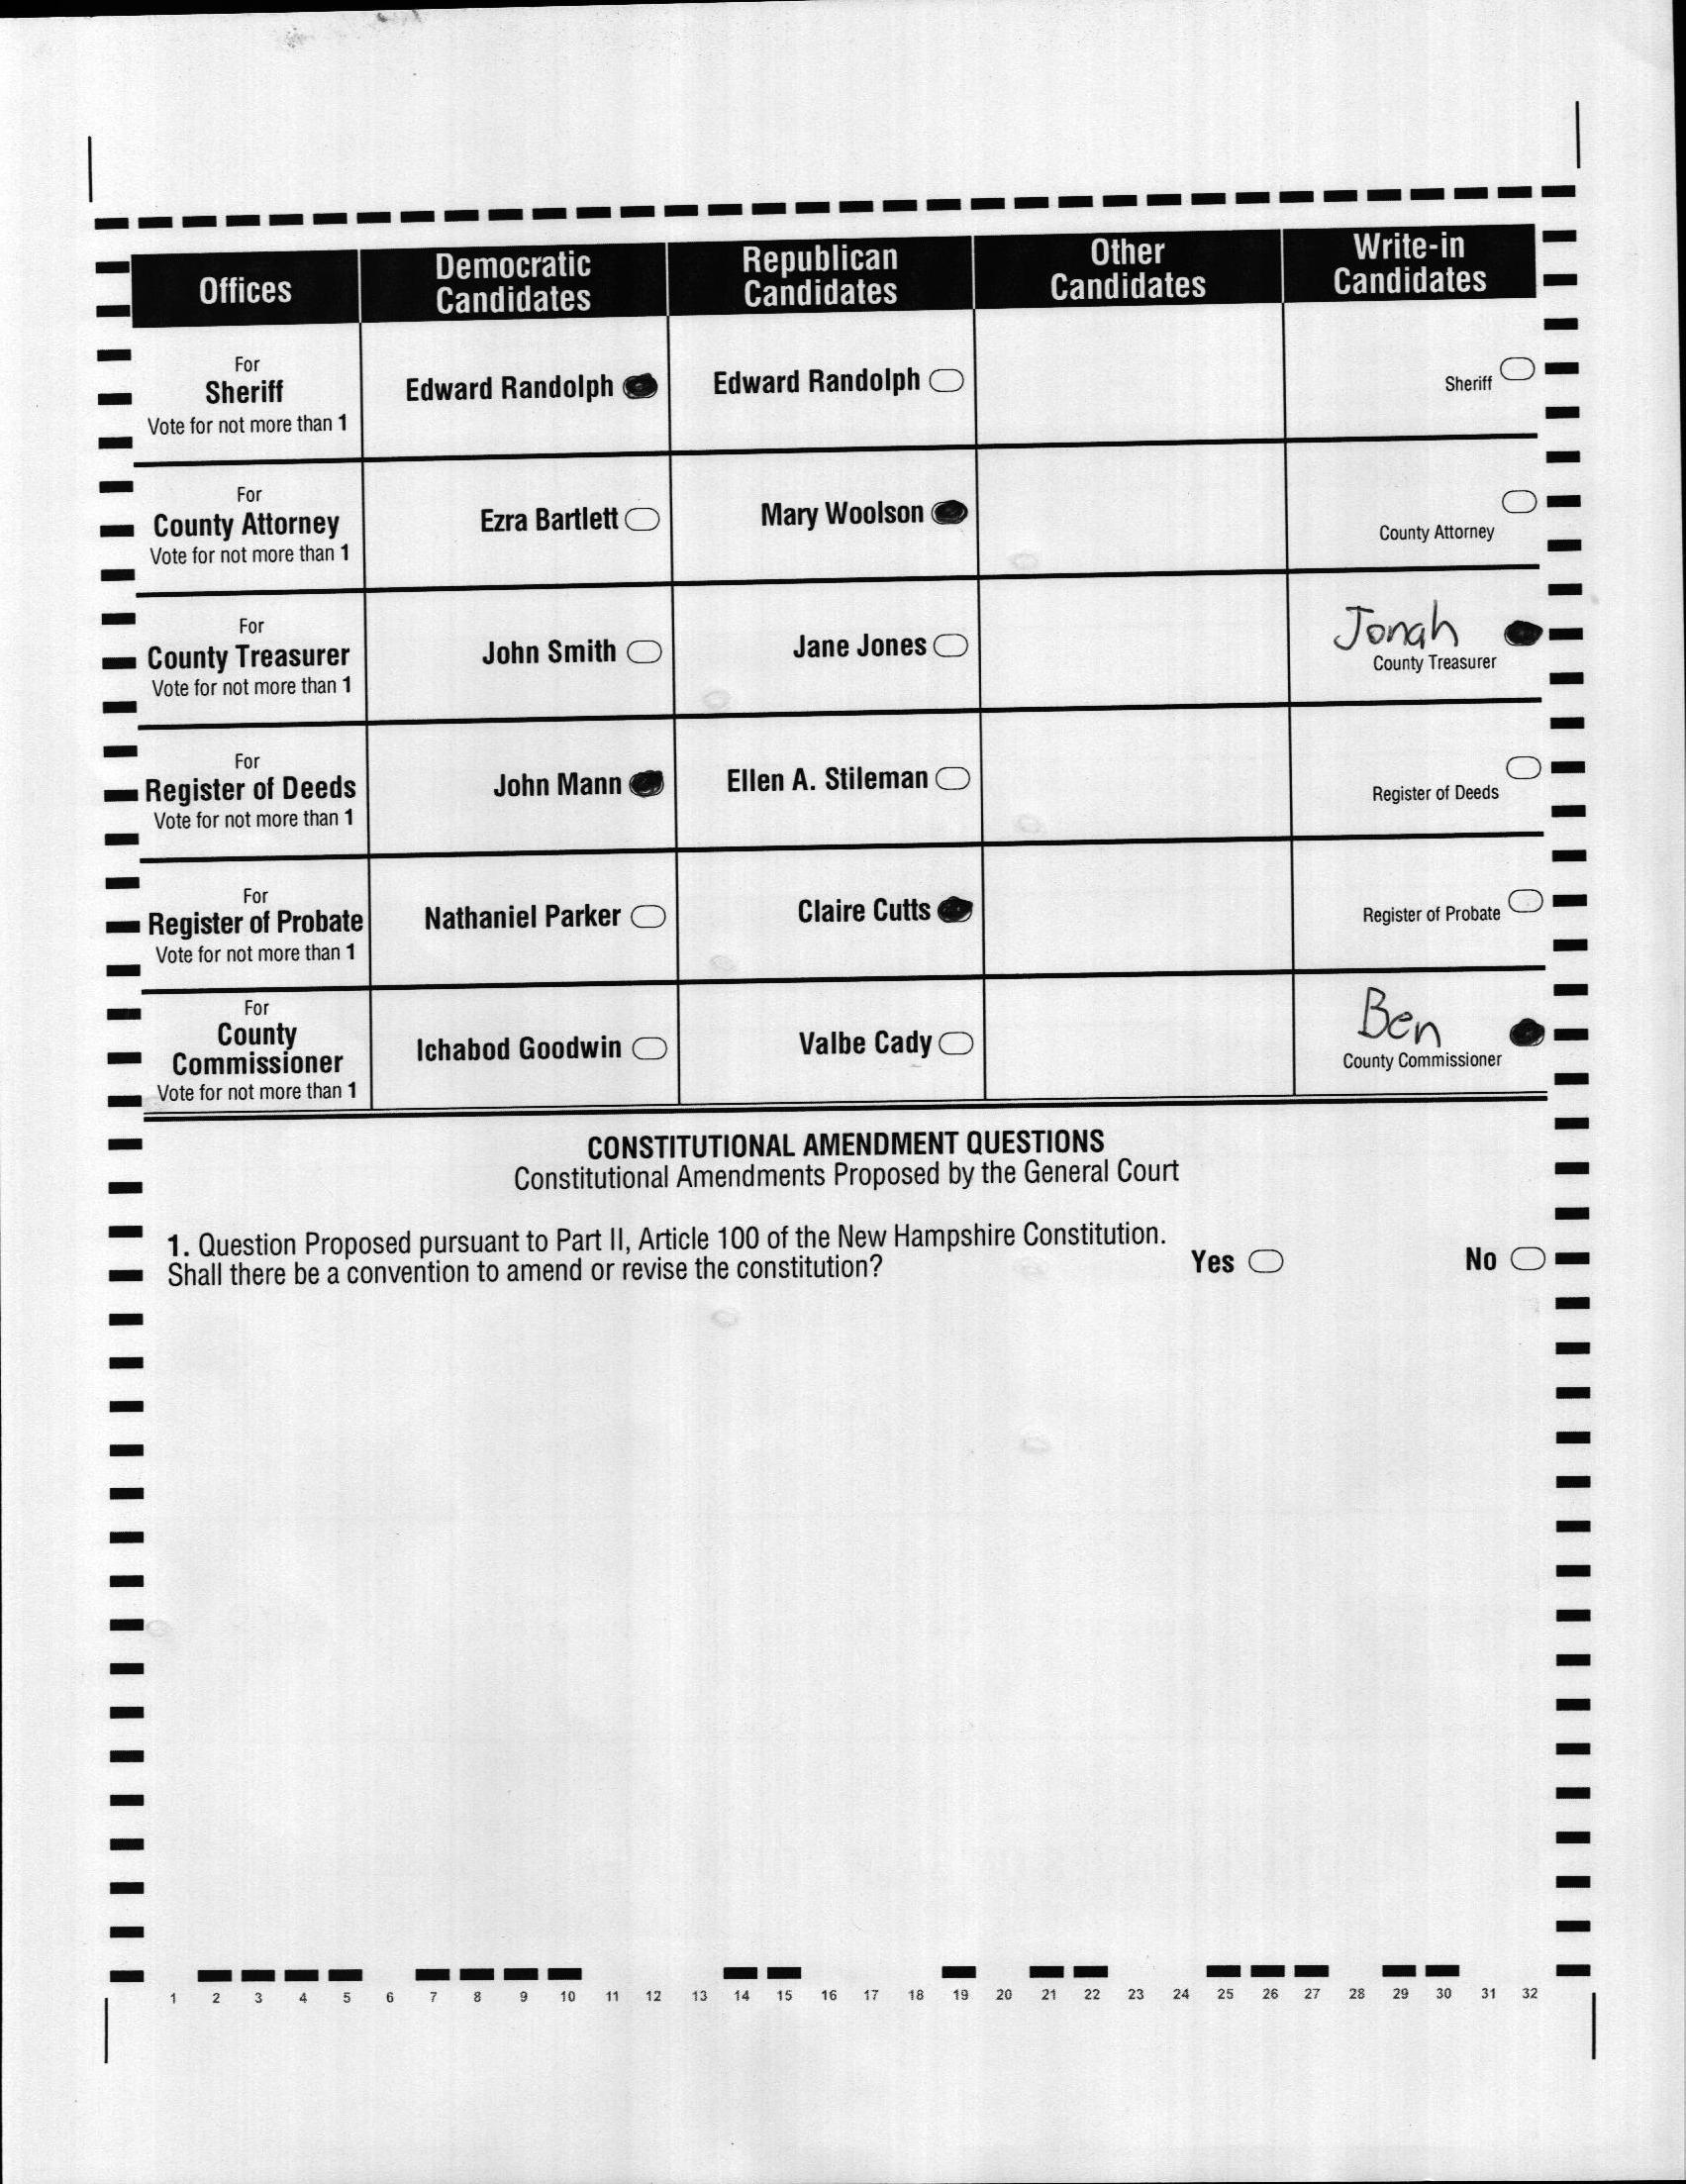 Offices
Democratic
Candidates
Republican
Candidates
Other
Candidates
Write-in
Candidates
For
Sheriff
Vote for not more than 1
Edward Randolph
Edward Randolph
Sheriff
For
County Attorney
Vote for not more than 1
Ezra Bartlett
Mary Woolson
County Attorney
For
County Treasurer
Vote for not more than 1
John Smith
Jane Jones
Jonah
County Treasurer
For
Register of Deeds
Vote for not more than 1
John Mann
Ellen A. Stileman
Register of Deeds
For
Register of Probate
Vote for not more than 1
Nathaniel Parker
Claire Cutts
Register of Probate
For
County
Commissioner
Vote for not more than 1
Ichabod Goodwin
Valbe Cady
Ben
County Commissioner
CONSTITUTIONAL AMENDMENT QUESTIONS
Constitutional Amendments Proposed by the General Court
1. Question Proposed pursuant to Part II, Article 100 of the New Hampshire Constitution.
Shall there be a convention to amend or revise the constitution?
Yes
No
1 2 3 4 5 6 7 8 9 10 11 12 13 14 15 16 17 18 19 20 21 22 23 24 25 26 27 28 29 30 31 32